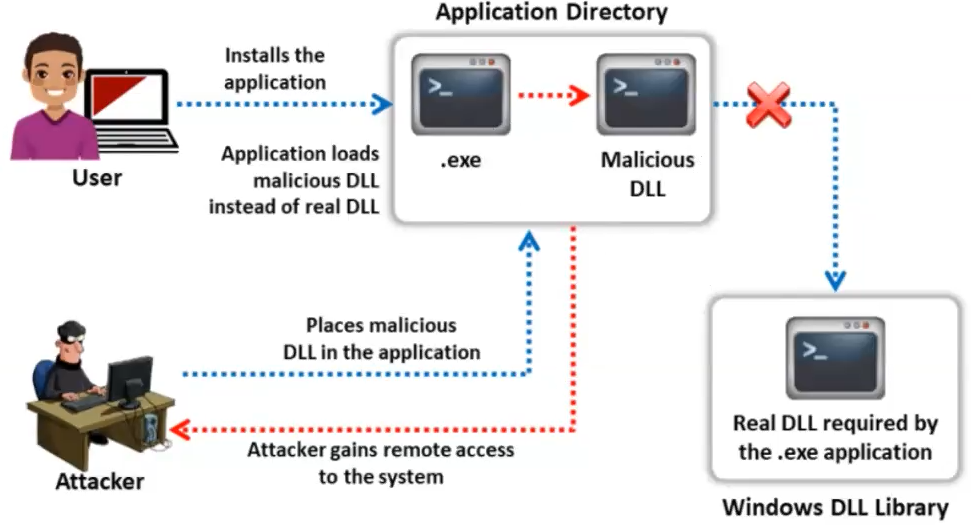 Application Directory
Installs the
application
.exe
Malicious
DLL
User
Application loads
malicious DLL
instead of real DLL
Places malicious
DLL in the application
Attacker gains remote access
to the system
Attacker
Real DLL required by
the .exe application
Windows DLL Library